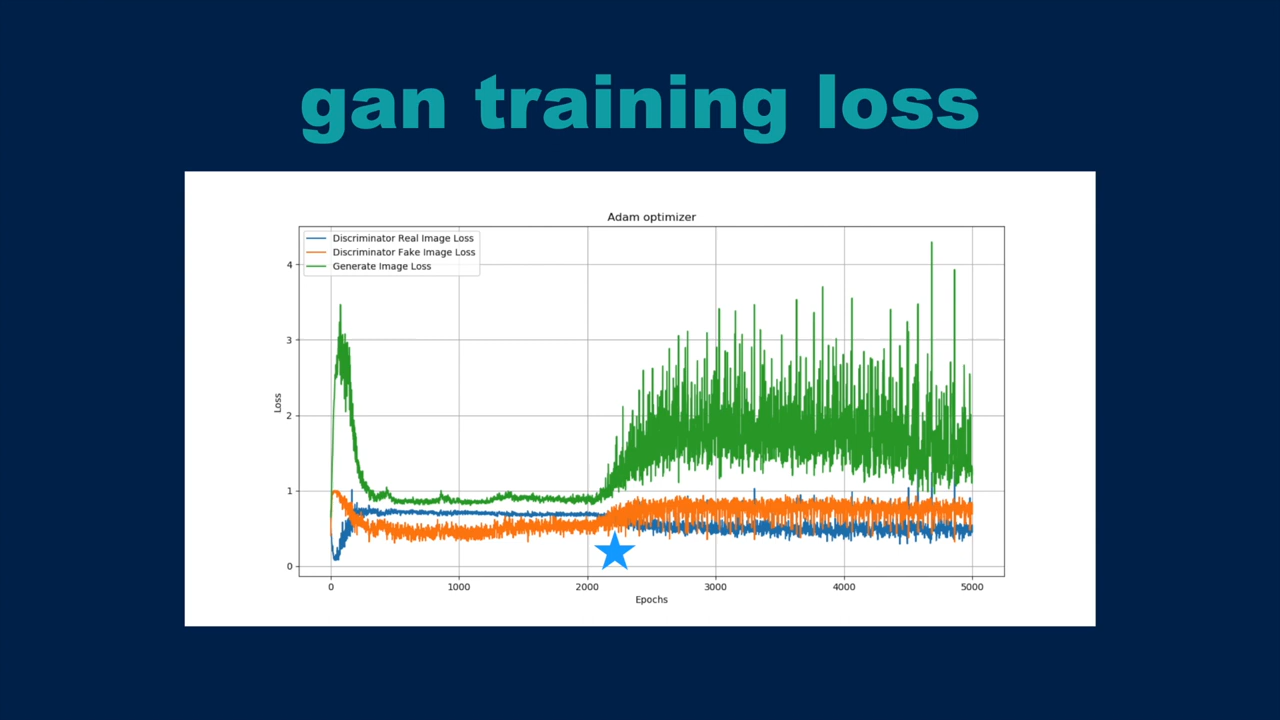 gan training loss
Adam optimizer
Discriminator Real Image Loss
Discriminator Fake Image Loss
Generate Image Loss
4
3
2
1
0
Loss
0 1000 2000 3000 4000 5000
Epochs